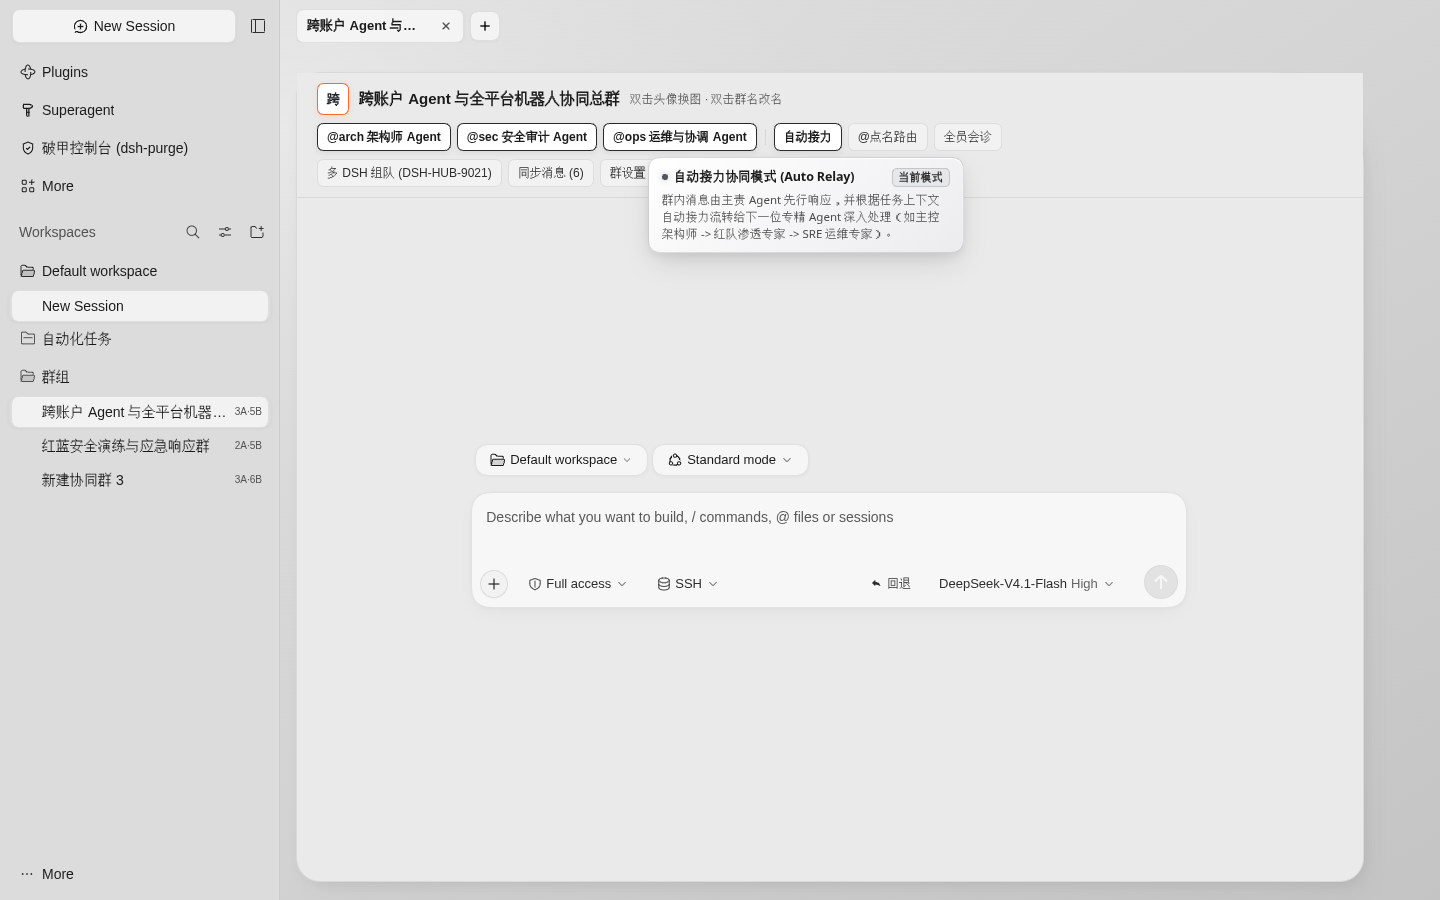 New Session
跨账户 Agent 与…
Plugins
Superagent
破甲控制台 (dsh-purge)
More
Workspaces
Default workspace
New Session
自动化任务
群组
跨账户 Agent 与全平台机器… 3A·5B
红蓝安全演练与应急响应群 2A·5B
新建协同群 3 3A·6B
More
跨 跨账户 Agent 与全平台机器人协同总群 双击头像换图 · 双击群名改名
@arch 架构师 Agent @sec 安全审计 Agent @ops 运维与协调 Agent 自动接力 @点名路由 全员会诊
多 DSH 组队 (DSH-HUB-9021) 同步消息 (6) 群设置
自动接力协同模式 (Auto Relay) 当前模式
群内消息由主责 Agent 先行响应，并根据任务上下文
自动接力流转给下一位专精 Agent 深入处理（如主控
架构师 -> 红队渗透专家 -> SRE 运维专家）。
Default workspace Standard mode
Describe what you want to build, / commands, @ files or sessions
Full access SSH 回退 DeepSeek-V4.1-Flash High